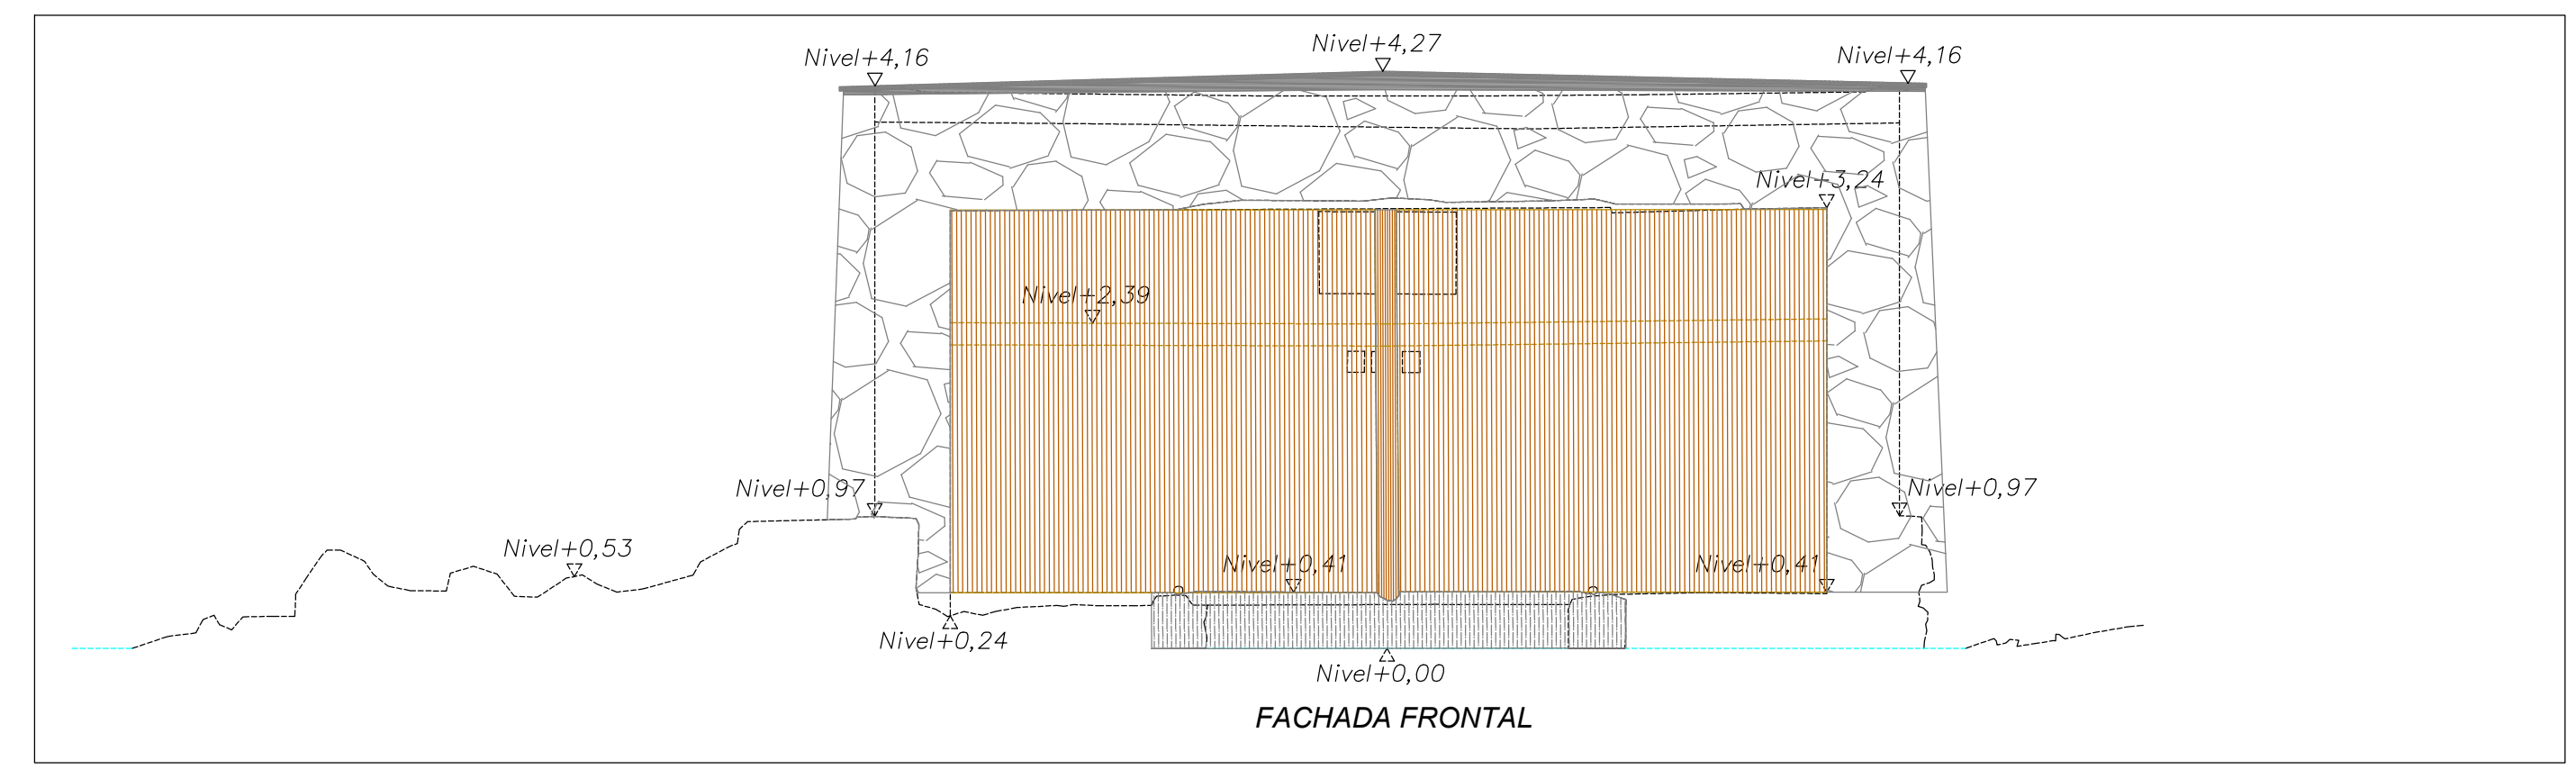 Nivel+4,16
Nivel+4,27
Nivel+4,16
Nivel+3,24
Nivel+2,39
Nivel+0,97
Nivel+0,97
Nivel+0,53
Nivel+0,41
Nivel+0,41
Nivel+0,24
Nivel+0,00
FACHADA FRONTAL